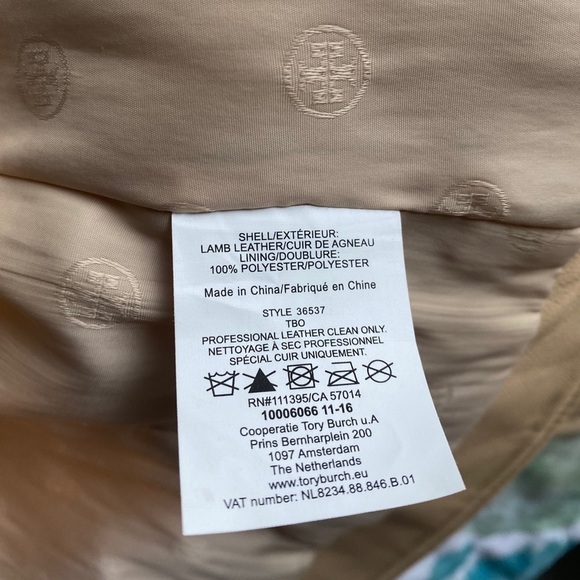 SHELL/EXTÉRIEUR:
LAMB LEATHER/CUIR DE AGNEAU
LINING/DOUBLURE:
100% POLYESTER/POLYESTER
Made in China/Fabriqué en Chine
STYLE 36537
TBO
PROFESSIONAL LEATHER CLEAN ONLY.
NETTOYAGE À SEC PROFESSIONNEL
SPÉCIAL CUIR UNIQUEMENT.
RN#111395/CA 57014
10006066 11-16
Cooperatie Tory Burch u.A
Prins Bernharplein 200
1097 Amsterdam
The Netherlands
www.toryburch.eu
VAT number: NL8234.88.846.B.01